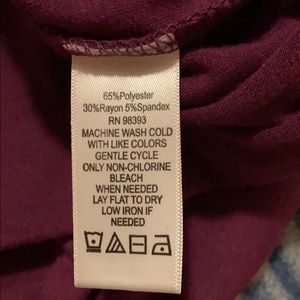 65%Polyester
30%Rayon 5%Spandex
RN 98393
MACHINE WASH COLD
WITH LIKE COLORS
GENTLE CYCLE
ONLY NON-CHLORINE
BLEACH
WHEN NEEDED
LAY FLAT TO DRY
LOW IRON IF
NEEDED